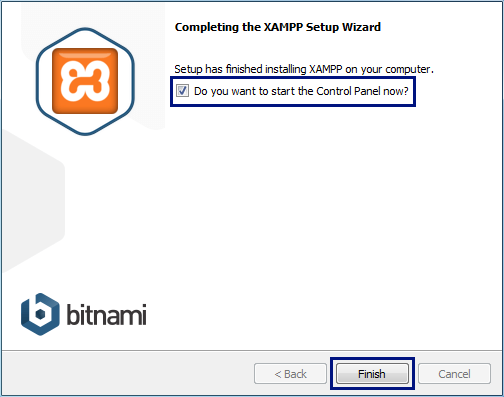 Completing the XAMPP Setup Wizard
Setup has finished installing XAMPP on your computer.
Do you want to start the Control Panel now?
bitnami
< Back
Finish
Cancel